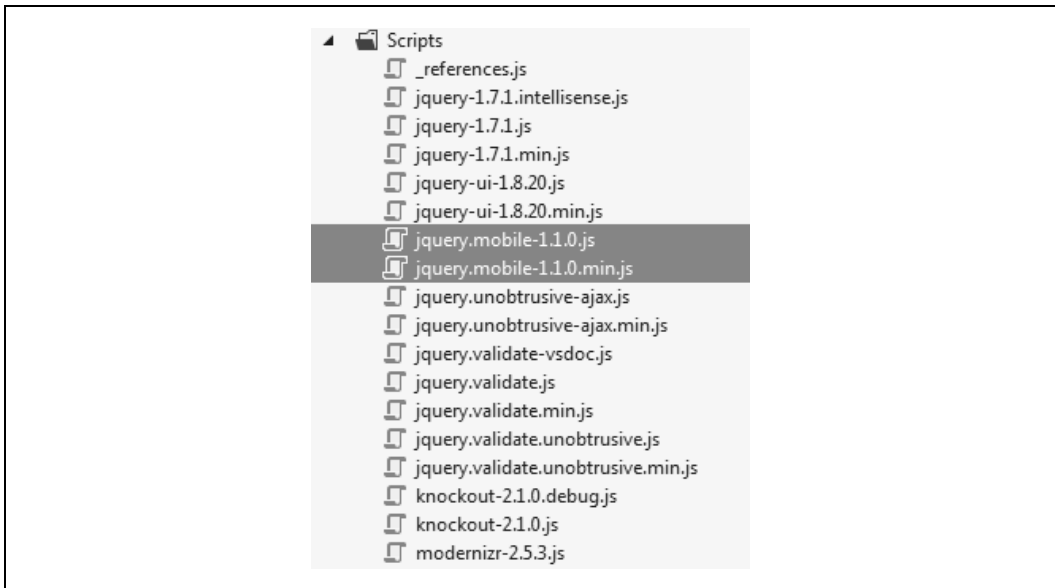 Scripts
_references.js
jquery-1.7.1.intellisense.js
jquery-1.7.1.js
jquery-1.7.1.min.js
jquery-ui-1.8.20.js
jquery-ui-1.8.20.min.js
jquery.mobile-1.1.0.js
jquery.mobile-1.1.0.min.js
jquery.unobtrusive-ajax.js
jquery.unobtrusive-ajax.min.js
jquery.validate-vsdoc.js
jquery.validate.js
jquery.validate.min.js
jquery.validate.unobtrusive.js
jquery.validate.unobtrusive.min.js
knockout-2.1.0.debug.js
knockout-2.1.0.js
modernizr-2.5.3.js